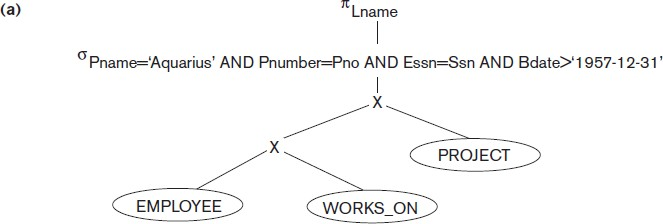 (a)
π Lname
σ Pname=‘Aquarius’ AND Pnumber=Pno AND Essn=Ssn AND Bdate>‘1957-12-31’
X
X
PROJECT
EMPLOYEE WORKS_ON